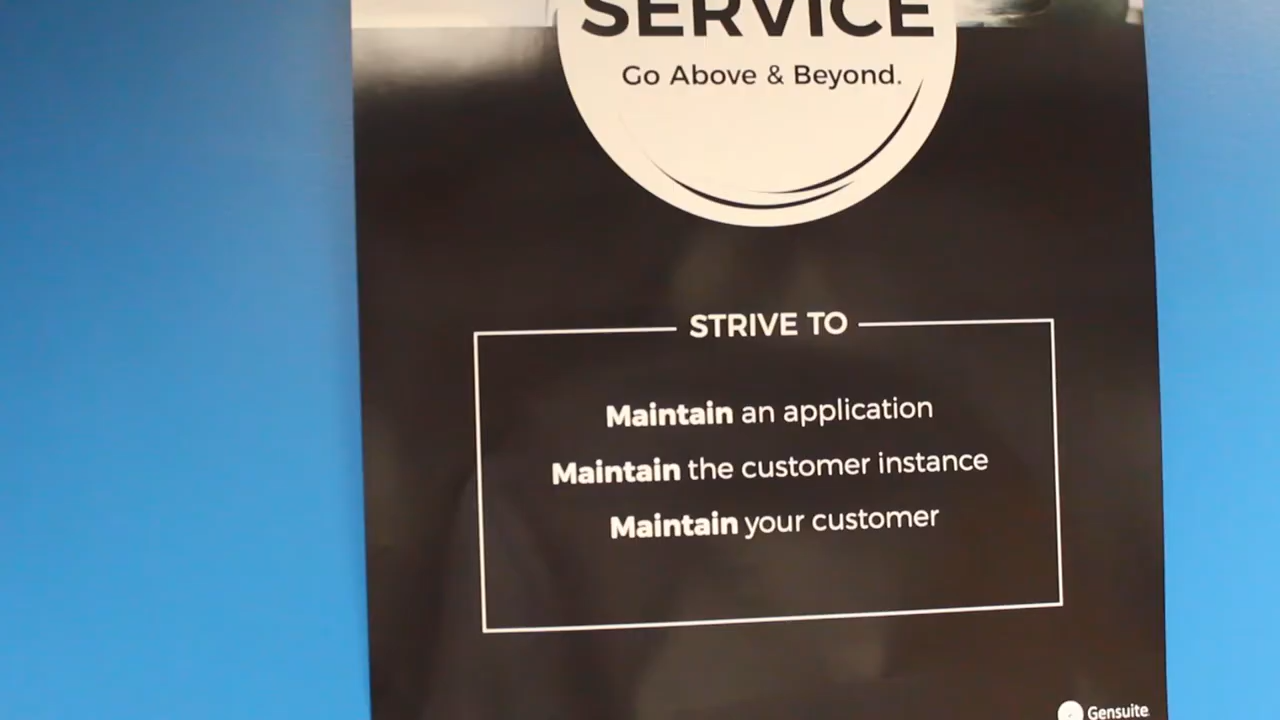 SERVICE
Go Above & Beyond.
STRIVE TO
Maintain an application
Maintain the customer instance
Maintain your customer
Gensuite